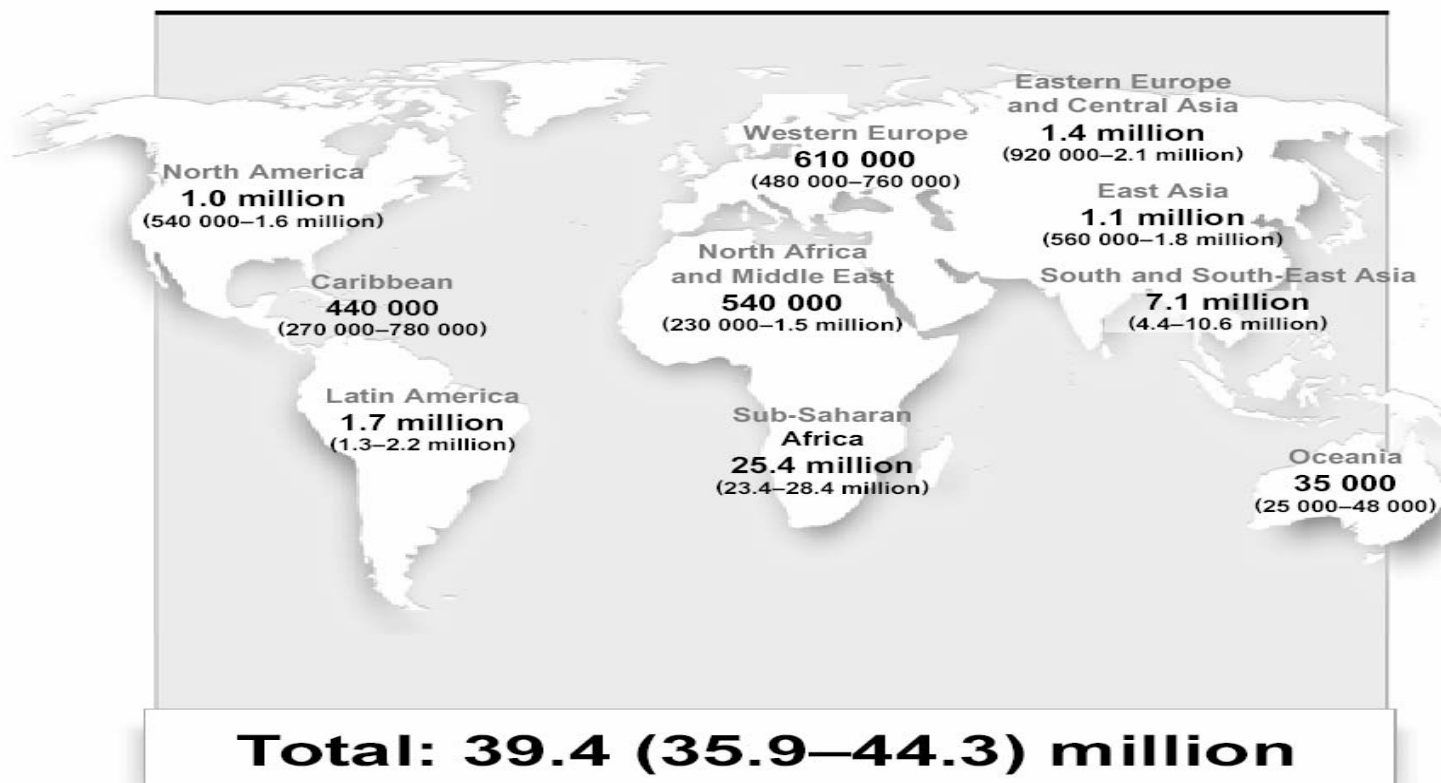 North America
1.0 million
(540 000–1.6 million)
Caribbean
440 000
(270 000–780 000)
Latin America
1.7 million
(1.3–2.2 million)
Western Europe
610 000
(480 000–760 000)
North Africa
and Middle East
540 000
(230 000–1.5 million)
Sub-Saharan
Africa
25.4 million
(23.4–28.4 million)
Eastern Europe
and Central Asia
1.4 million
(920 000–2.1 million)
East Asia
1.1 million
(560 000–1.8 million)
South and South-East Asia
7.1 million
(4.4–10.6 million)
Oceania
35 000
(25 000–48 000)
Total: 39.4 (35.9–44.3) million